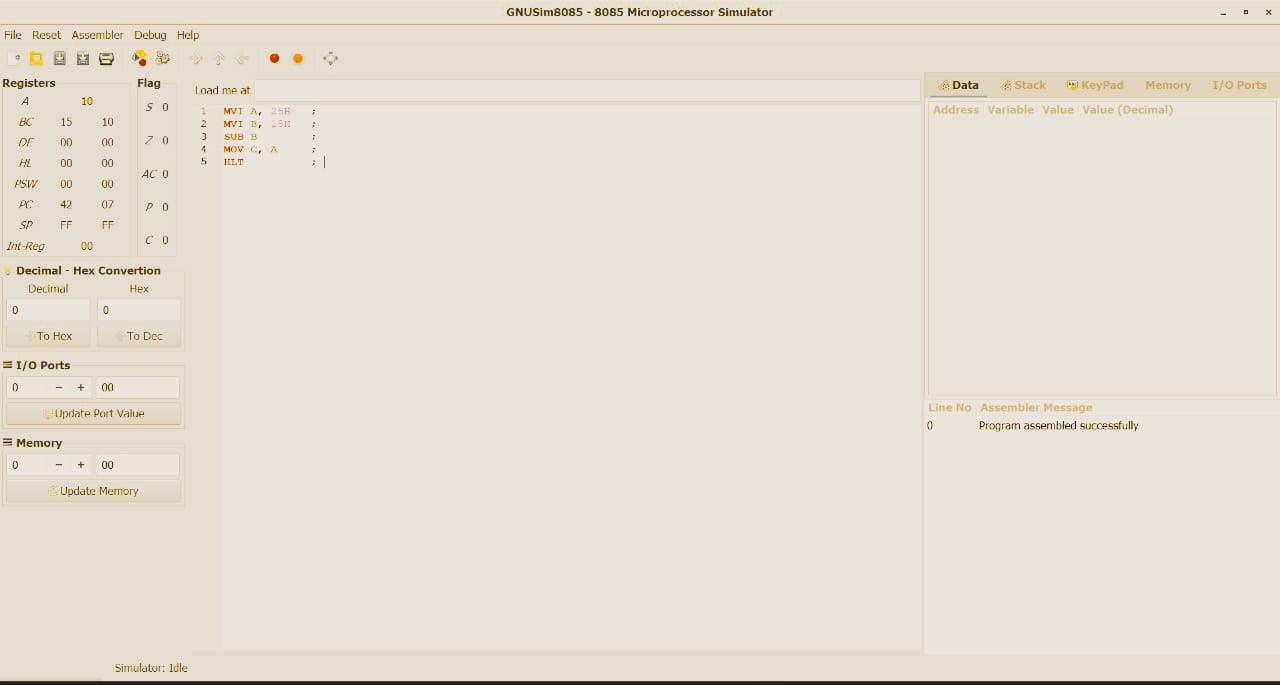 GNUSim8085 - 8085 Microprocessor Simulator
File Reset Assembler Debug Help
Registers
A 10
BC 15 10
DE 00 00
HL 00 00
PSW 00 00
PC 42 07
SP FF FF
Int-Reg 00
Flag
S 0
Z 0
AC 0
P 0
C 0
Decimal - Hex Convertion
Decimal Hex
0 0
To Hex To Dec
I/O Ports
0 − + 00
Update Port Value
Memory
0 − + 00
Update Memory
Load me at
1 MVI A, 25H ;
2 MVI B, 15H ;
3 SUB B ;
4 MOV C, A ;
5 HLT ;
Data Stack KeyPad Memory I/O Ports
Address Variable Value Value (Decimal)
Line No Assembler Message
0 Program assembled successfully
Simulator: Idle